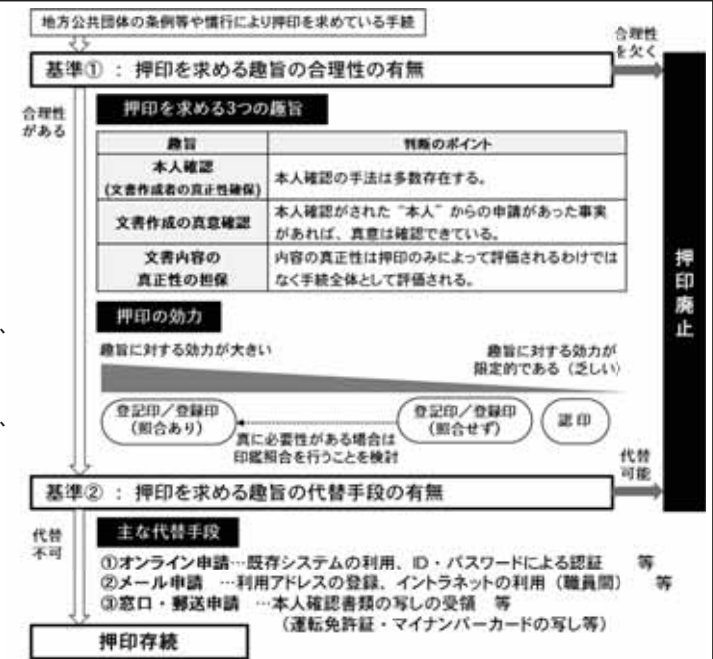 地方公共団体の条例等や慣行により押印を求めている手続
合理性
を欠く
基準① : 押印を求める趣旨の合理性の有無
合理性
がある
押印を求める3つの趣旨
趣旨
判断のポイント
本人確認
(文書作成者の真正性確保)
本人確認の手法は多数存在する。
文書作成の真意確認
本人確認がされた“本人”からの申請があった事実
があれば、真意は確認できている。
文書内容の
真正性の担保
内容の真正性は押印のみによって評価されるわけでは
なく手続全体として評価される。
押印廃止
押印の効力
、
趣旨に対する効力が大きい
趣旨に対する効力が
限定的である（乏しい）
登記印／登録印
（照合あり）
登記印／登録印
（照合せず）
認印
、
真に必要性がある場合は
印鑑照合を行うことを検討
代替
可能
基準② : 押印を求める趣旨の代替手段の有無
代替
不可
主な代替手段
①オンライン申請…既存システムの利用、ID・パスワードによる認証 等
②メール申請 …利用アドレスの登録、イントラネットの利用（職員間） 等
③窓口・郵送申請 …本人確認書類の写しの受領 等
（運転免許証・マイナンバーカードの写し等）
押印存続